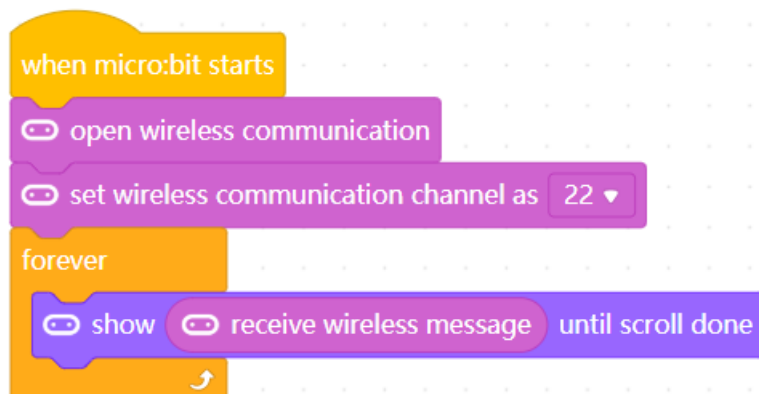 when micro:bit starts
open wireless communication
set wireless communication channel as 22
forever
show receive wireless message until scroll done